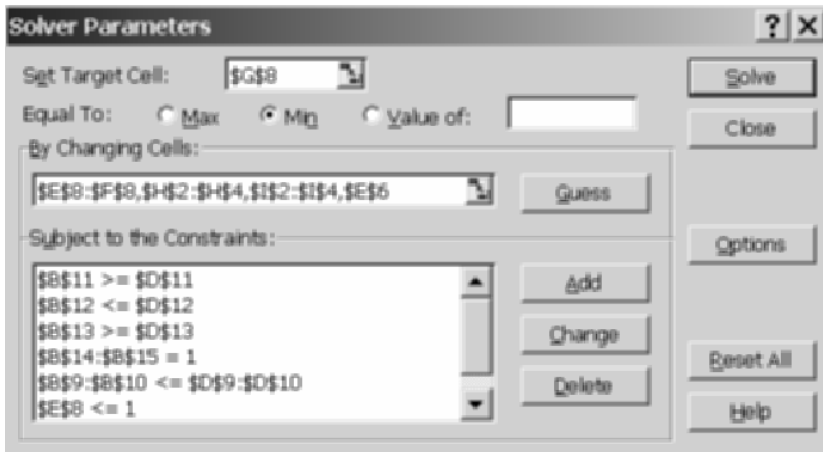 Solver Parameters
Set Target Cell: $G$8
Solve
Equal To: Max Min Value of:
Close
By Changing Cells:
$E$8:$F$8,$H$2:$H$4,$I$2:$I$4,$E$6
Guess
Subject to the Constraints:
Options
$B$11 >= $D$11
Add
$B$12 <= $D$12
$B$13 >= $D$13
Change
$B$14:$B$15 = 1
Reset All
$B$9:$B$10 <= $D$9:$D$10
Delete
$E$8 <= 1
Help